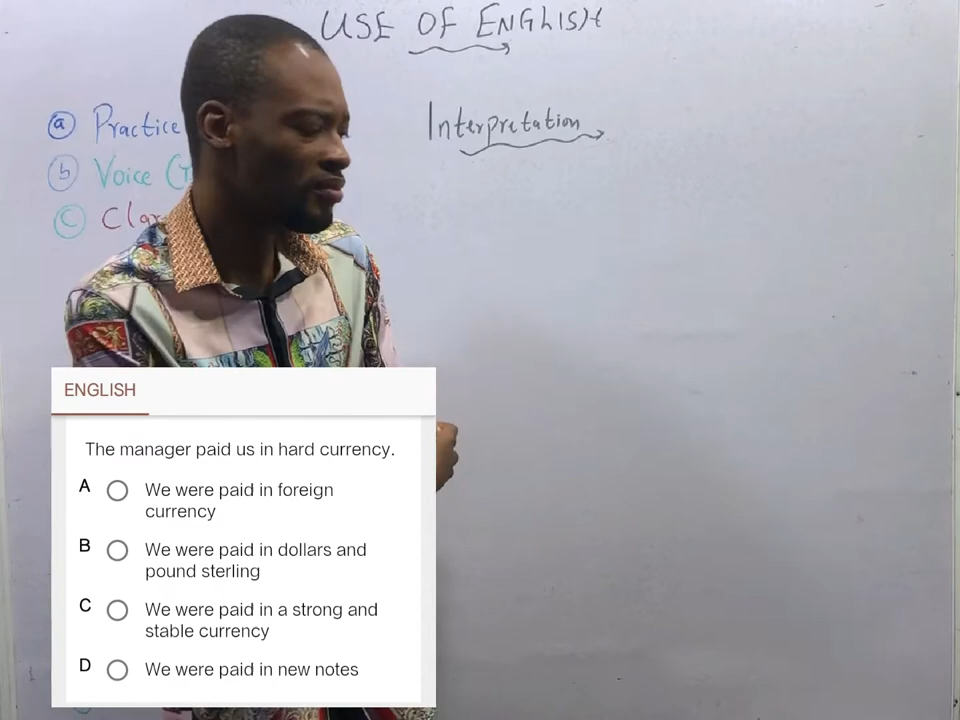 USE OF ENGLISH
Interpretation
a Practice
b Voice
c
ENGLISH
The manager paid us in hard currency.
A We were paid in foreign
currency
B We were paid in dollars and
pound sterling
C We were paid in a strong and
stable currency
D We were paid in new notes